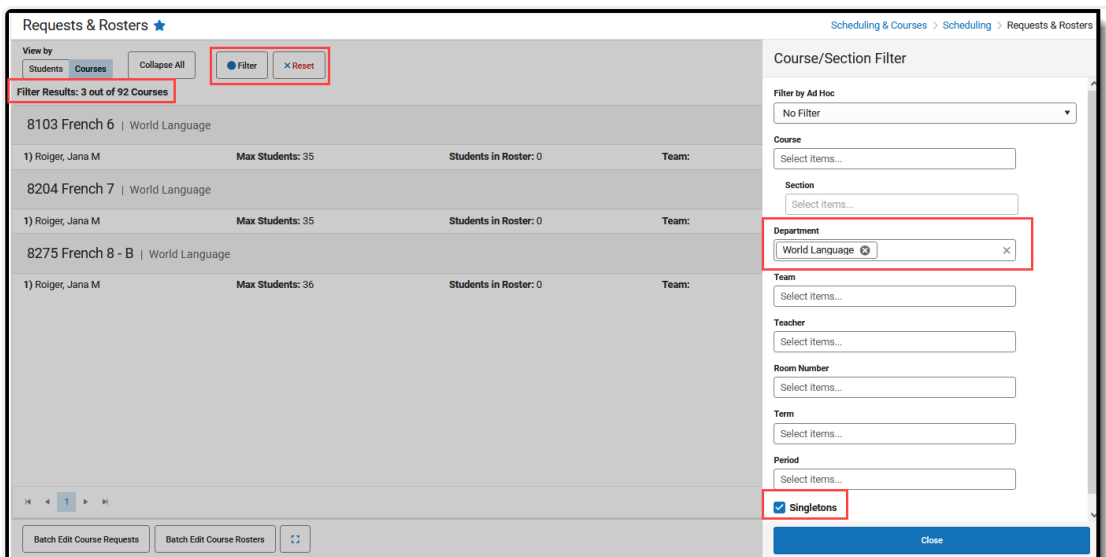 Requests & Rosters
Scheduling & Courses > Scheduling > Requests & Rosters
View by
Students Courses
Collapse All
Filter
× Reset
Filter Results: 3 out of 92 Courses
8103 French 6 | World Language
1) Roiger, Jana M Max Students: 35 Students in Roster: 0 Team:
8204 French 7 | World Language
1) Roiger, Jana M Max Students: 35 Students in Roster: 0 Team:
8275 French 8 - B | World Language
1) Roiger, Jana M Max Students: 36 Students in Roster: 0 Team:
1
Batch Edit Course Requests
Batch Edit Course Rosters
Course/Section Filter
Filter by Ad Hoc
No Filter
Course
Select items...
Section
Select items...
Department
World Language
Team
Select items...
Teacher
Select items...
Room Number
Select items...
Term
Select items...
Period
Select items...
Singletons
Close